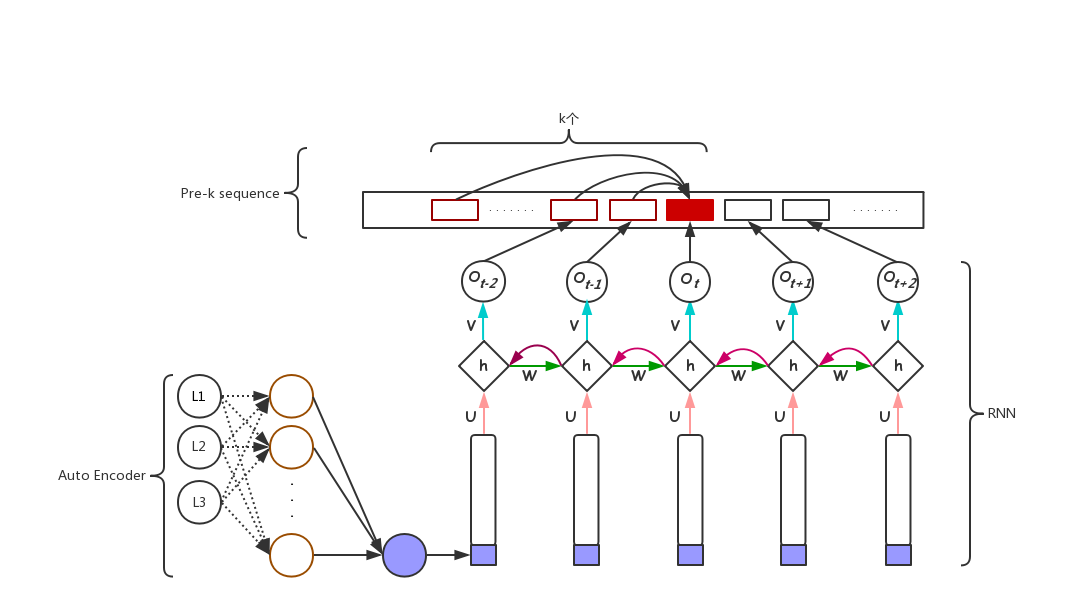 k个
Pre-k sequence
. . . . . . .
. . . . . . .
O t-2
O t-1
O t
O t+1
O t+2
V
V
V
V
V
h
h
h
h
h
W
W
W
W
U
U
U
U
U
RNN
L1
L2
L3
Auto Encoder